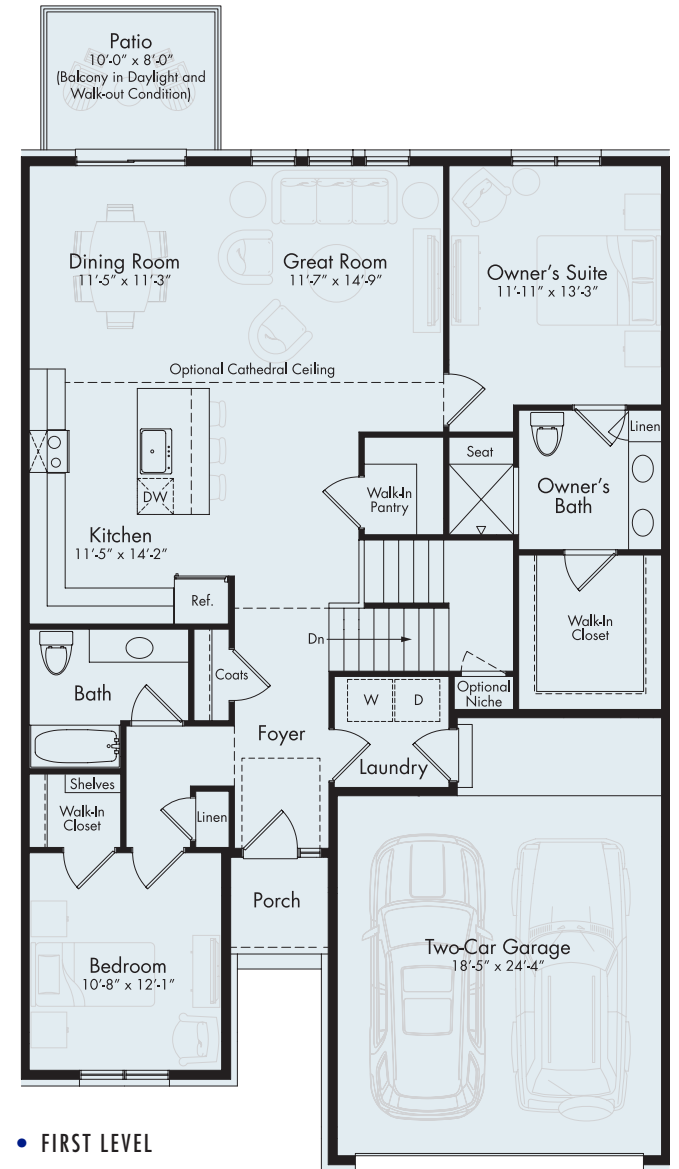 Patio
10'-0" x 8'-0"
(Balcony in Daylight and
Walk-out Condition)
Dining Room
11'-5" x 11'-3"
Great Room
11'-7" x 14'-9"
Owner's Suite
11'-11" x 13'-3"
Optional Cathedral Ceiling
Linen
Seat
Walk-In
Pantry
Owner's
Bath
DW
Kitchen
11'-5" x 14'-2"
Ref.
Walk-In
Closet
Dn
Coats
Bath
W
D
Optional
Niche
Foyer
Laundry
Shelves
Walk-In
Closet
Linen
Porch
Two-Car Garage
18'-5" x 24'-4"
Bedroom
10'-8" x 12'-1"
• FIRST LEVEL